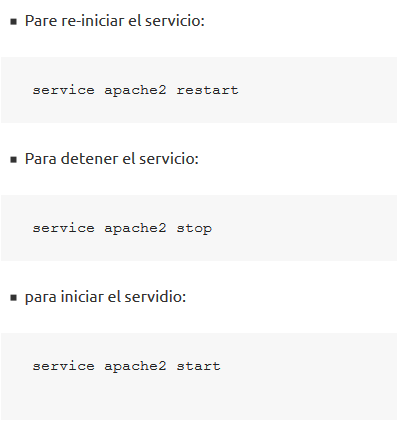 ▪ Pare re-iniciar el servicio:
service apache2 restart
▪ Para detener el servicio:
service apache2 stop
▪ para iniciar el servidio:
service apache2 start